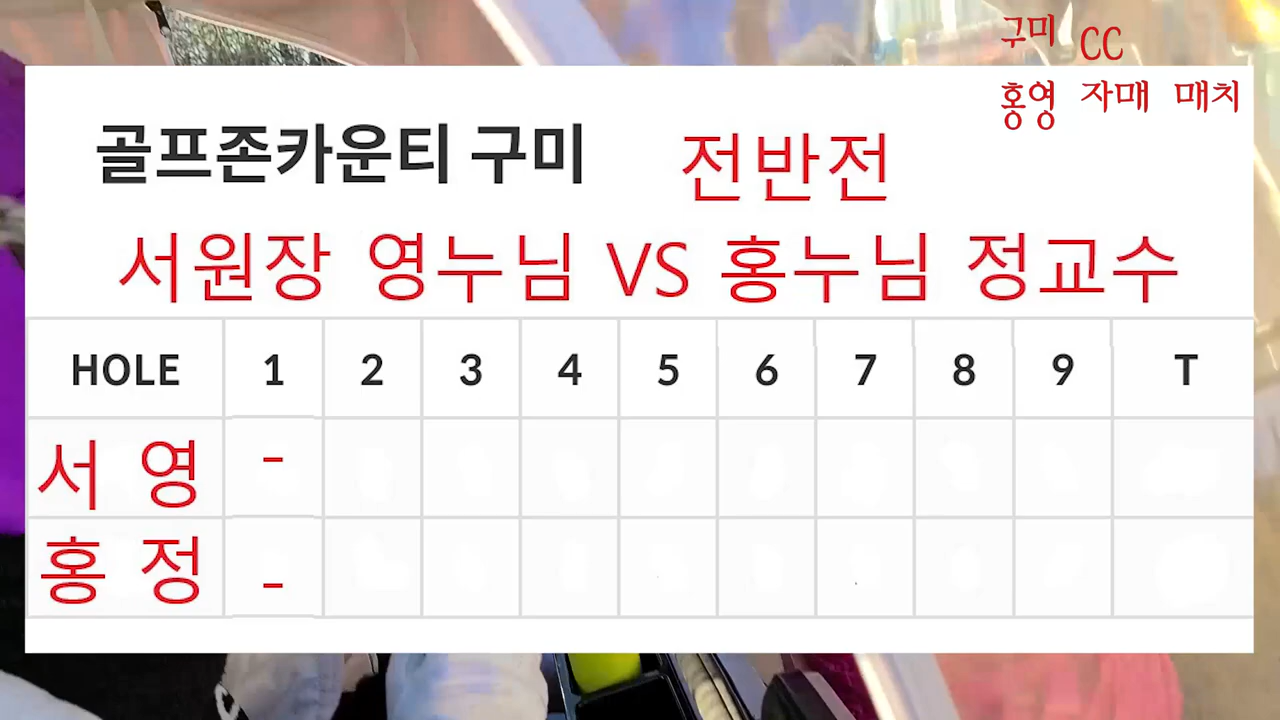 구미 CC
홍영 자매 매치
골프존카운티 구미 전반전
서원장 영누님 VS 홍누님 정교수
HOLE 1 2 3 4 5 6 7 8 9 T
서 영 -
홍 정 -